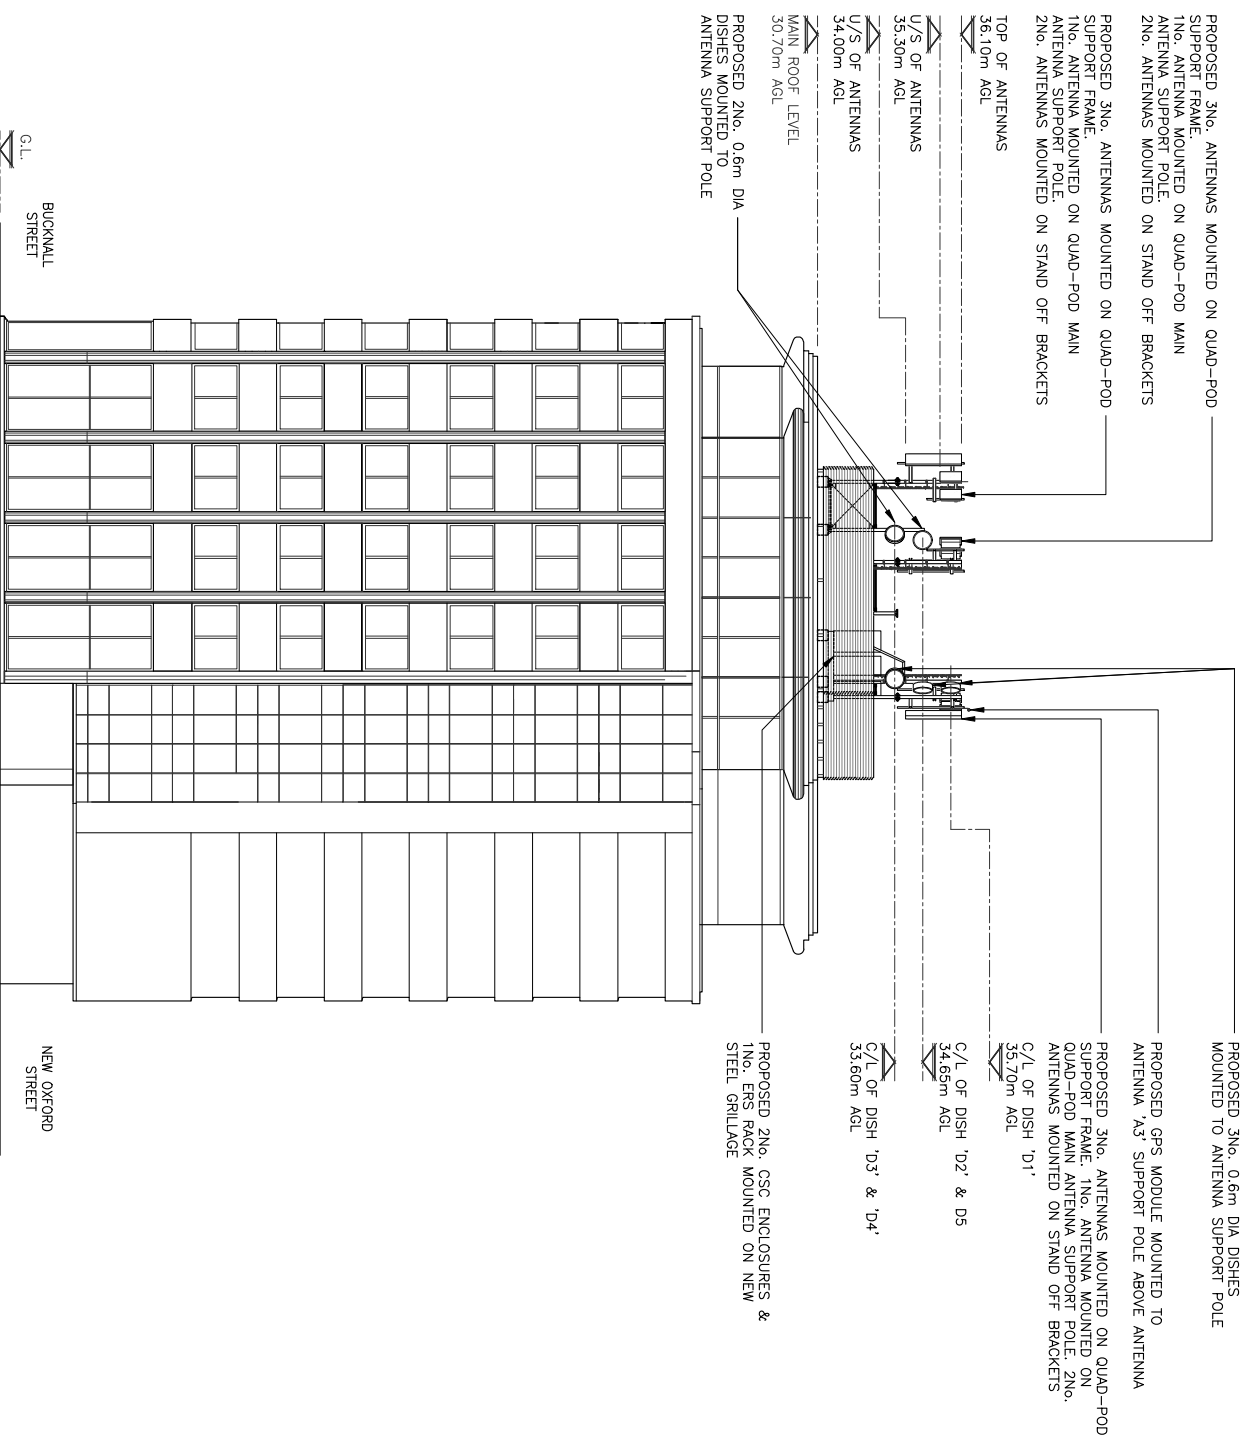 PROPOSED 3No. ANTENNAS MOUNTED ON QUAD-POD
SUPPORT FRAME.
1No. ANTENNA MOUNTED ON QUAD-POD MAIN
ANTENNA SUPPORT POLE.
2No. ANTENNAS MOUNTED ON STAND OFF BRACKETS
PROPOSED 3No. ANTENNAS MOUNTED ON QUAD-POD
SUPPORT FRAME.
1No. ANTENNA MOUNTED ON QUAD-POD MAIN
ANTENNA SUPPORT POLE.
2No. ANTENNAS MOUNTED ON STAND OFF BRACKETS
TOP OF ANTENNAS
36.10m AGL
U/S OF ANTENNAS
35.30m AGL
U/S OF ANTENNAS
34.00m AGL
MAIN ROOF LEVEL
30.70m AGL
PROPOSED 2No. 0.6m DIA
DISHES MOUNTED TO
ANTENNA SUPPORT POLE
G.L.
BUCKNALL
STREET
PROPOSED 3No. 0.6m DIA DISHES
MOUNTED TO ANTENNA SUPPORT POLE
PROPOSED GPS MODULE MOUNTED TO
ANTENNA 'A3' SUPPORT POLE ABOVE ANTENNA
PROPOSED 3No. ANTENNAS MOUNTED ON QUAD-POD
SUPPORT FRAME. 1No. ANTENNA MOUNTED ON
QUAD-POD MAIN ANTENNA SUPPORT POLE. 2No.
ANTENNAS MOUNTED ON STAND OFF BRACKETS
C/L OF DISH 'D1'
35.70m AGL
C/L OF DISH 'D2' & D5
34.65m AGL
C/L OF DISH 'D3' & 'D4'
33.60m AGL
PROPOSED 2No. CSC ENCLOSURES &
1No. ERS RACK MOUNTED ON NEW
STEEL GRILLAGE
NEW OXFORD
STREET